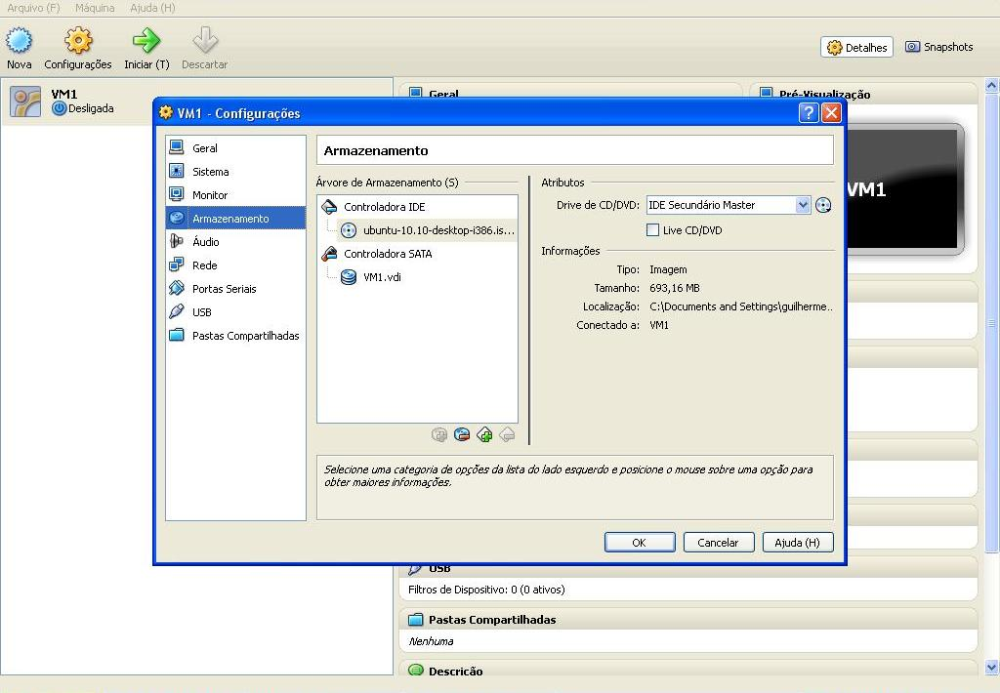 Arquivo (F) Máquina Ajuda (H)
Nova Configurações Iniciar (T) Descartar
Detalhes Snapshots
VM1
Desligada
Geral
Pré-Visualização
VM1
VM1 - Configurações
Geral
Sistema
Monitor
Armazenamento
Áudio
Rede
Portas Seriais
USB
Pastas Compartilhadas
Armazenamento
Árvore de Armazenamento (S)
Controladora IDE
ubuntu-10.10-desktop-i386.is...
Controladora SATA
VM1.vdi
Atributos
Drive de CD/DVD: IDE Secundário Master
Live CD/DVD
Informações
Tipo: Imagem
Tamanho: 693,16 MB
Localização: C:\Documents and Settings\guilherme..
Conectado a: VM1
Selecione uma categoria de opções da lista do lado esquerdo e posicione o mouse sobre uma opção para
obter maiores informações.
OK Cancelar Ajuda (H)
USB
Filtros de Dispositivo: 0 (0 ativos)
Pastas Compartilhadas
Nenhuma
Descrição